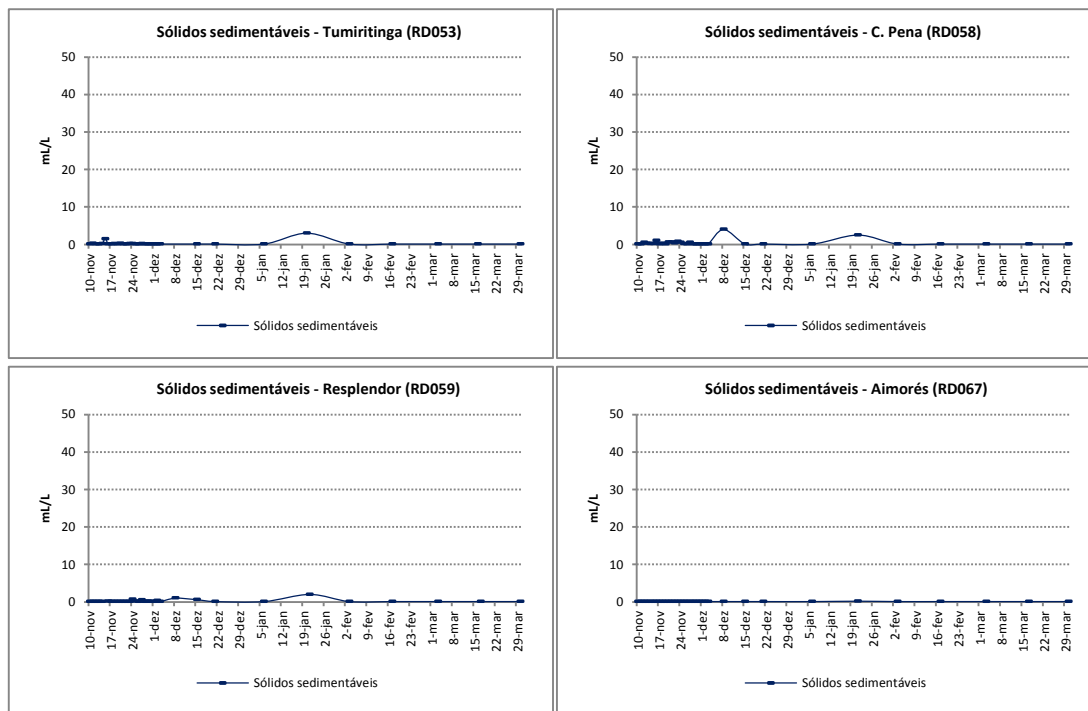 Sólidos sedimentáveis - Tumiritinga (RD053)
50
40
30
20
10
0
mL/L
10-nov
17-nov
24-nov
1-dez
8-dez
15-dez
22-dez
29-dez
5-jan
12-jan
19-jan
26-jan
2-fev
9-fev
16-fev
23-fev
1-mar
8-mar
15-mar
22-mar
29-mar
Sólidos sedimentáveis
Sólidos sedimentáveis - C. Pena (RD058)
50
40
30
20
10
0
mL/L
10-nov
17-nov
24-nov
1-dez
8-dez
15-dez
22-dez
29-dez
5-jan
12-jan
19-jan
26-jan
2-fev
9-fev
16-fev
23-fev
1-mar
8-mar
15-mar
22-mar
29-mar
Sólidos sedimentáveis
Sólidos sedimentáveis - Resplendor (RD059)
50
40
30
20
10
0
mL/L
10-nov
17-nov
24-nov
1-dez
8-dez
15-dez
22-dez
29-dez
5-jan
12-jan
19-jan
26-jan
2-fev
9-fev
16-fev
23-fev
1-mar
8-mar
15-mar
22-mar
29-mar
Sólidos sedimentáveis
Sólidos sedimentáveis - Aimorés (RD067)
50
40
30
20
10
0
mL/L
10-nov
17-nov
24-nov
1-dez
8-dez
15-dez
22-dez
29-dez
5-jan
12-jan
19-jan
26-jan
2-fev
9-fev
16-fev
23-fev
1-mar
8-mar
15-mar
22-mar
29-mar
Sólidos sedimentáveis